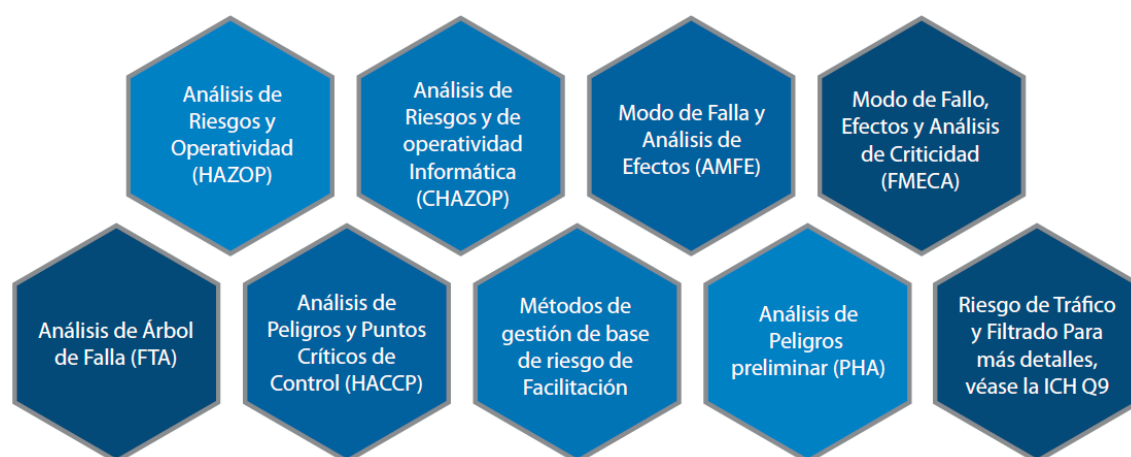 Análisis de
Riesgos y
Operatividad
(HAZOP)
Análisis de
Riesgos y de
operatividad
Informática
(CHAZOP)
Modo de Falla y
Análisis de
Efectos (AMFE)
Modo de Fallo,
Efectos y Análisis
de Criticidad
(FMECA)
Análisis de Árbol
de Falla (FTA)
Análisis de
Peligros y Puntos
Críticos de
Control (HACCP)
Métodos de
gestión de base
de riesgo de
Facilitación
Análisis de
Peligros
preliminar (PHA)
Riesgo de Tráfico
y Filtrado Para
más detalles,
véase la ICH Q9